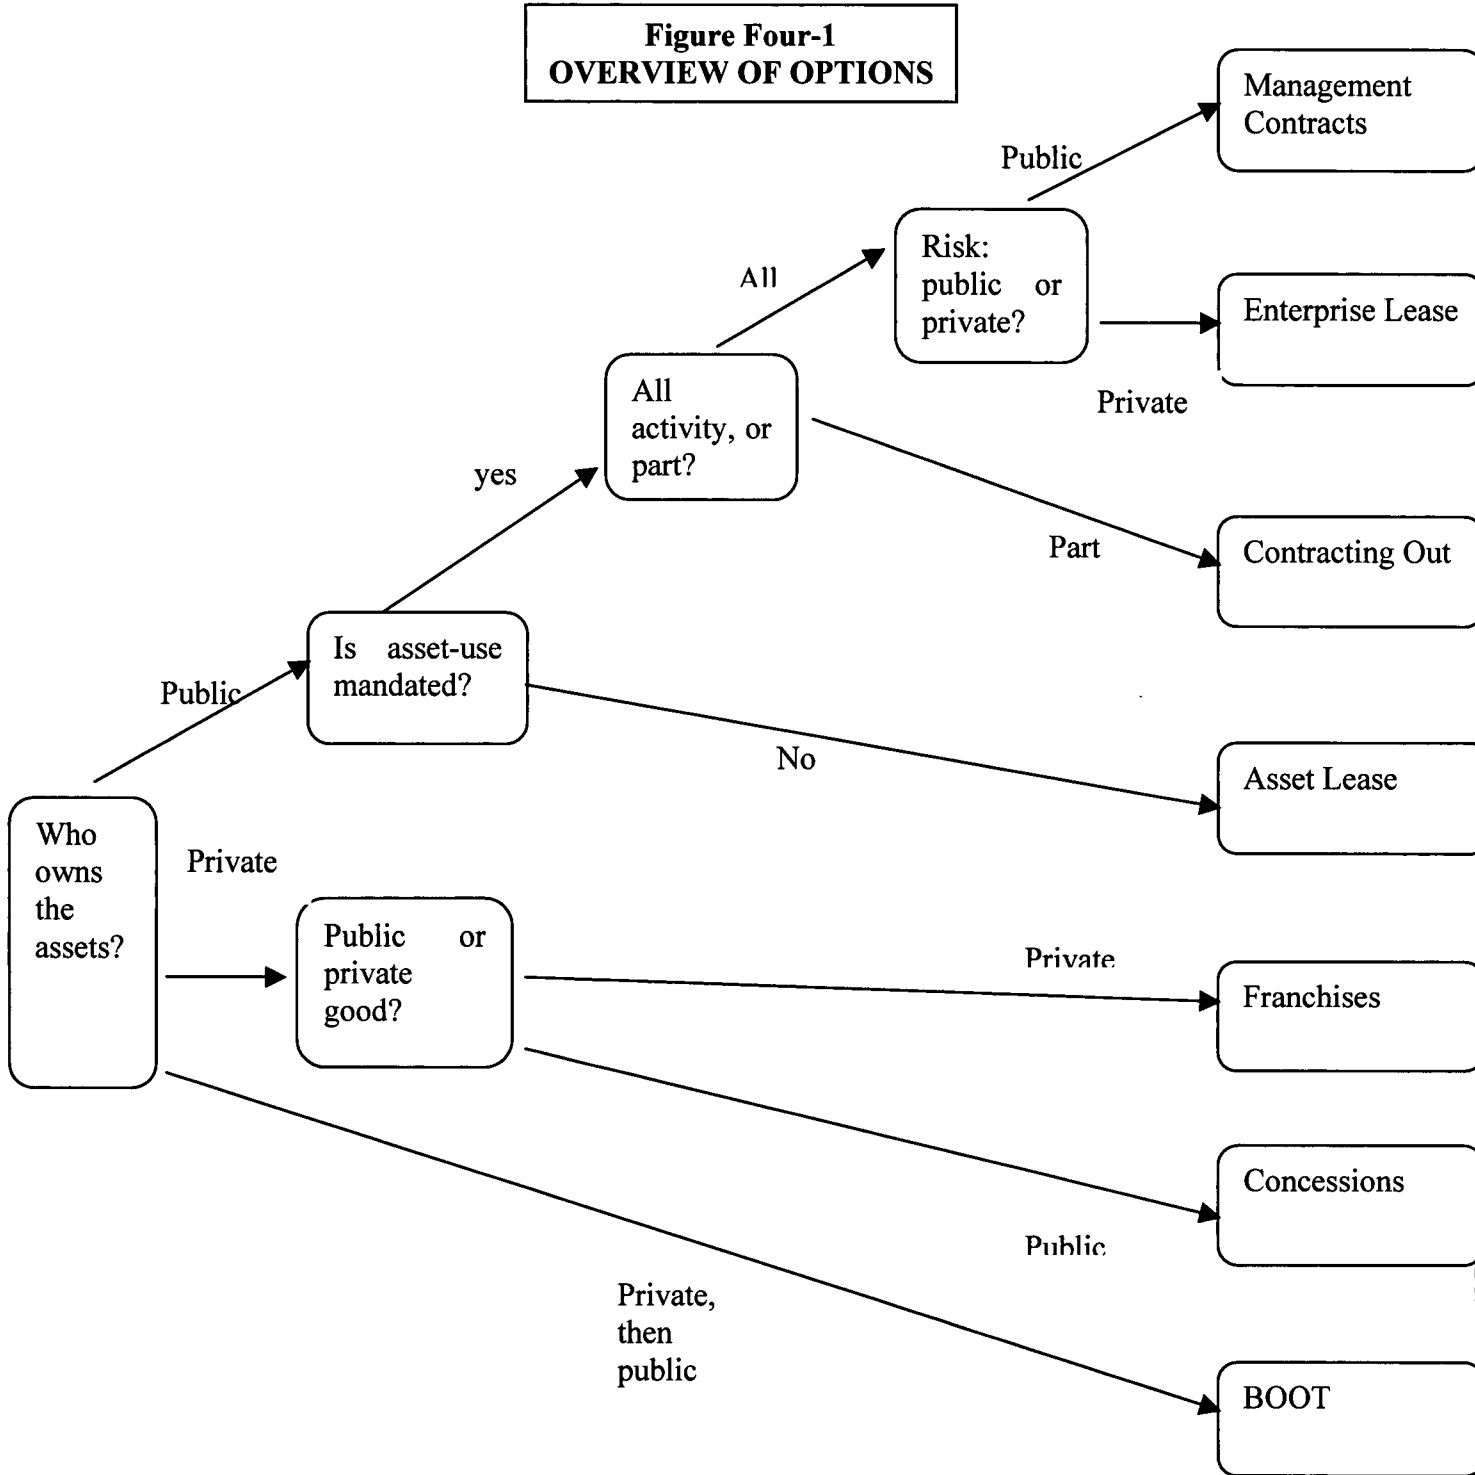 Figure Four-1
OVERVIEW OF OPTIONS
Management
Contracts
Public
Risk:
public or
private?
All
Enterprise Lease
Private
All
activity, or
part?
yes
Part
Contracting Out
Is asset-use
mandated?
Public
No
Asset Lease
Who
owns
the
assets?
Private
Public or
private
good?
Private
Franchises
Concessions
Public
Private,
then
public
BOOT